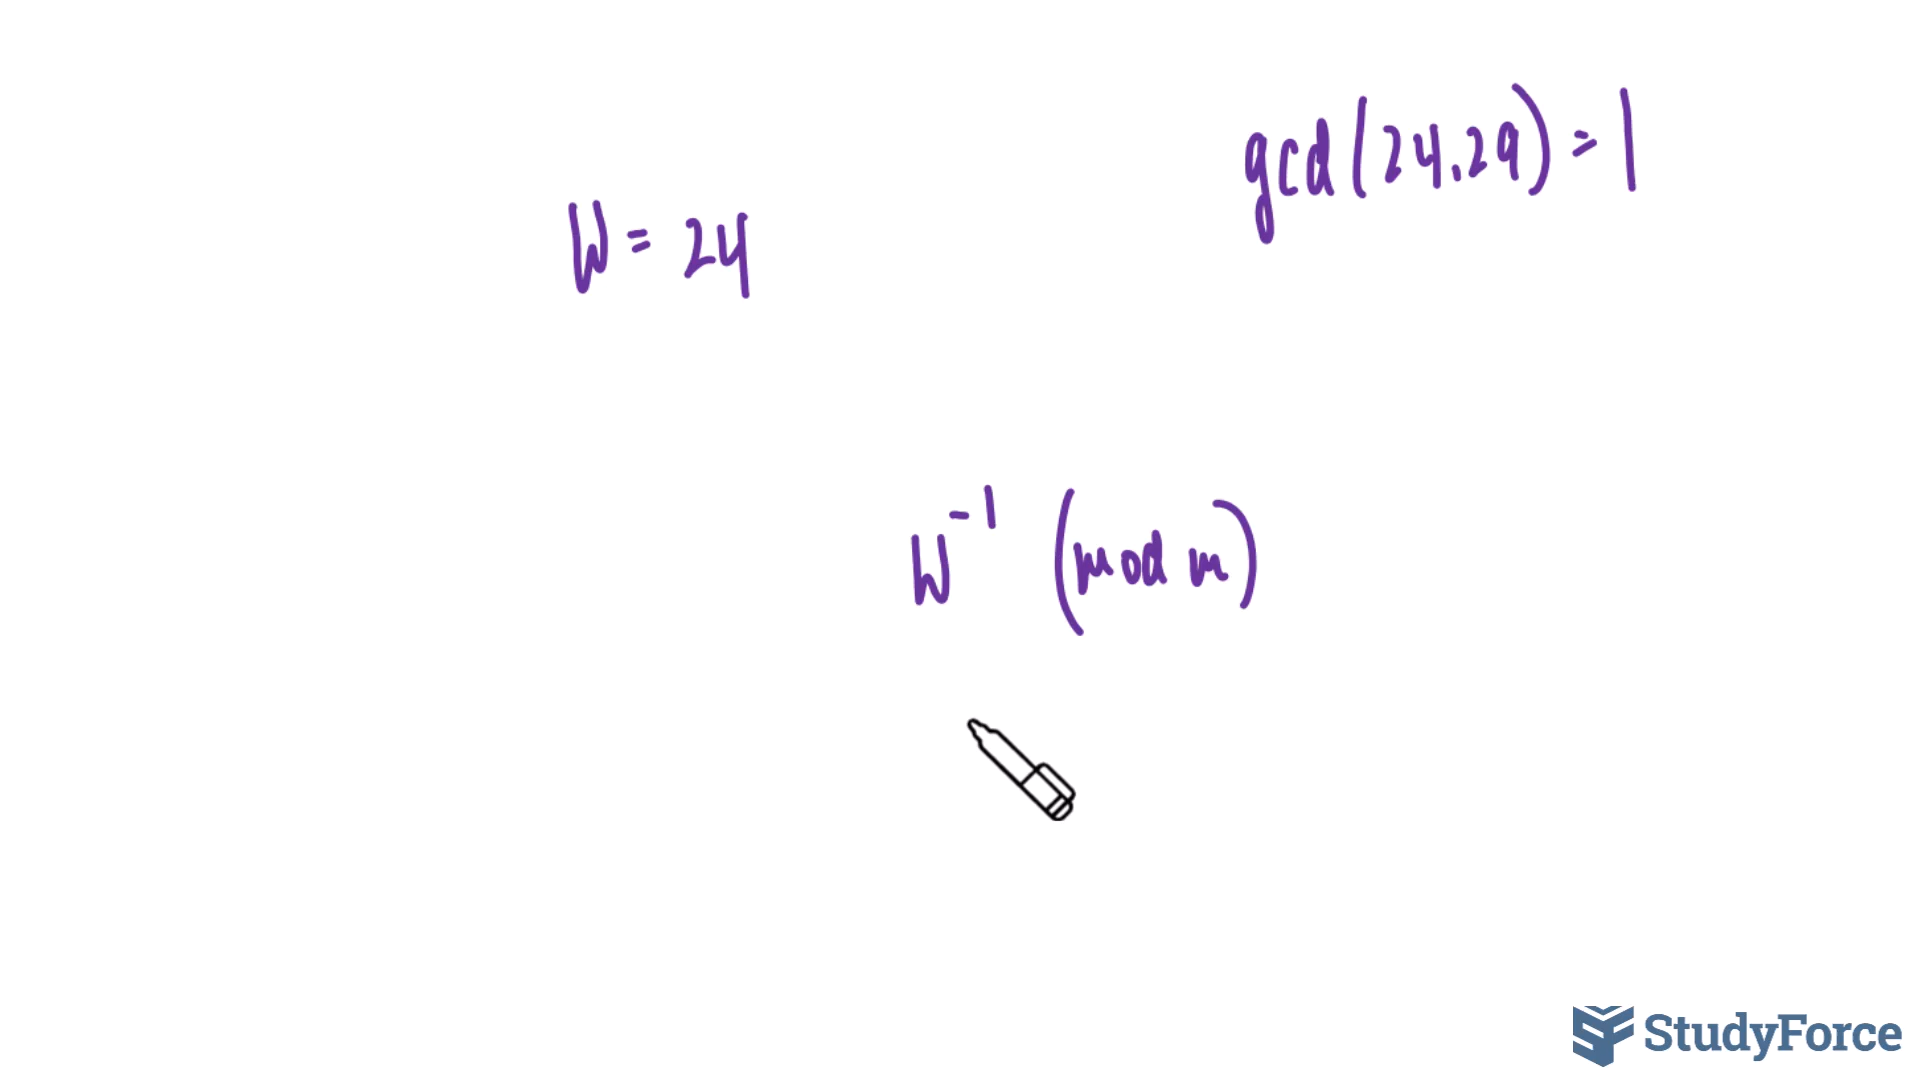 gcd(24,29) = 1
W = 24
W⁻¹ (mod m)
StudyForce